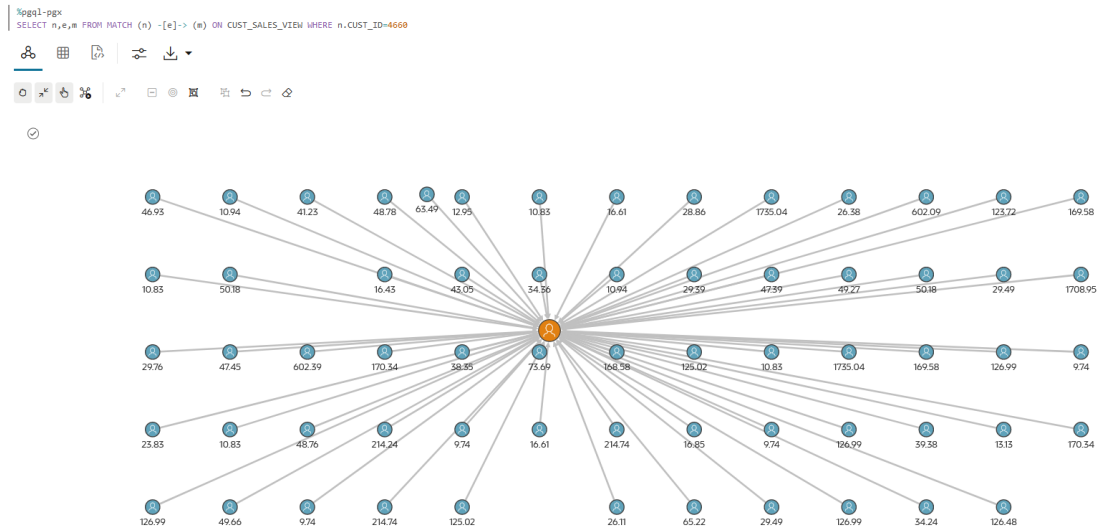 %pgql-pgx
SELECT n,e,m FROM MATCH (n) -[e]-> (m) ON CUST_SALES_VIEW WHERE n.CUST_ID=4660
46.93 10.94 41.23 48.78 63.49 12.95 10.83 16.61 28.86 1735.04 26.38 602.09 123.72 169.58
10.83 50.18 16.43 43.05 34.36 10.94 29.39 47.39 49.27 50.18 29.49 1708.95
29.76 47.45 602.39 170.34 38.35 73.69 168.58 125.02 10.83 1735.04 169.58 126.99 9.74
23.83 10.83 48.76 214.24 9.74 16.61 214.74 16.85 9.74 126.99 39.38 13.13 170.34
126.99 49.66 9.74 214.74 125.02 26.11 65.22 29.49 126.99 34.24 126.48